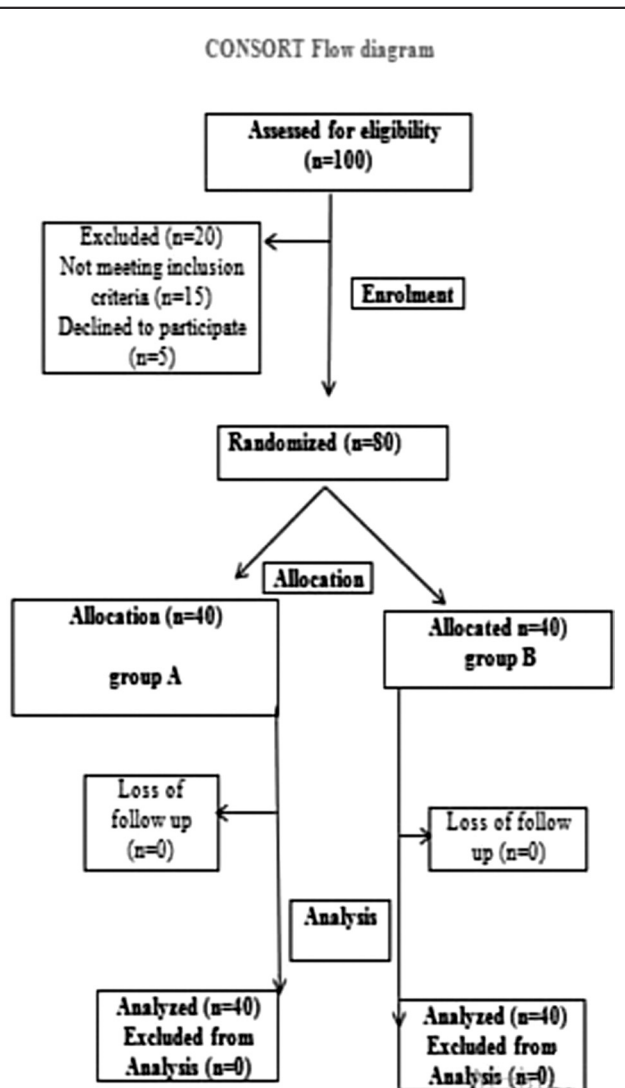 CONSORT Flow diagram
Assessed for eligibility
(n=100)
Excluded (n=20)
Not meeting inclusion
criteria (n=15)
Declined to participate
(n=5)
Enrolment
Randomized (n=80)
Allocation
Allocation (n=40)
group A
Allocated n=40)
group B
Loss of
follow up
(n=0)
Loss of follow
up (n=0)
Analysis
Analyzed (n=40)
Excluded from
Analysis (n=0)
Analyzed (n=40)
Excluded from
Analysis (n=0)